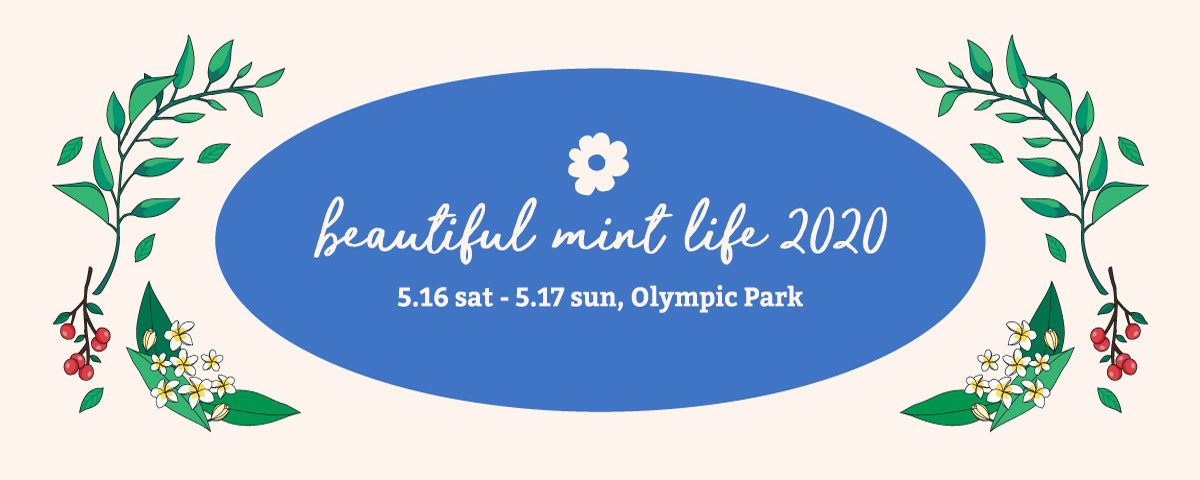 beautiful mint life 2020
5.16 sat - 5.17 sun, Olympic Park